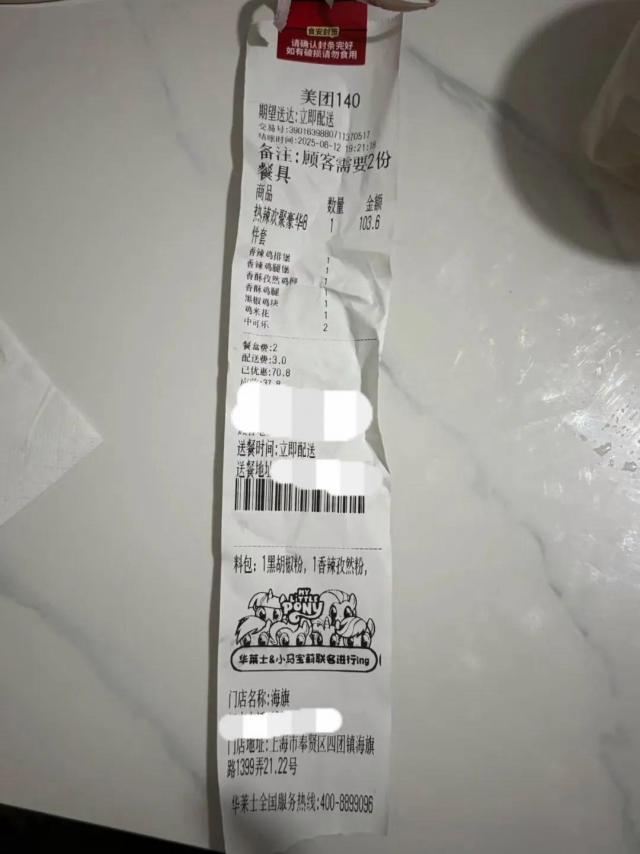 食安封签
请确认封条完好
如有破损请勿食用
美团140
期望送达:立即配送
交易号:3901639880711370517
结账时间:2025-08-12 19:21:18
备注:顾客需要2份
餐具
商品 数量 金额
热辣欢聚豪华8 1 103.6
件套
香辣鸡排堡 1
香辣鸡腿堡 1
香酥孜然鸡柳 1
香酥鸡腿 1
黑椒鸡块 1
鸡米花 1
中可乐 2
餐盒费:2
配送费:3.0
已优惠:70.8
送餐时间:立即配送
送餐地址
料包：1黑胡椒粉，1香辣孜然粉，
MY LITTLE PONY
华莱士&小马宝莉联名进行ing
门店名称:海旗
门店地址:上海市奉贤区四团镇海旗
路1399弄21.22号
华莱士全国服务热线:400-8899096